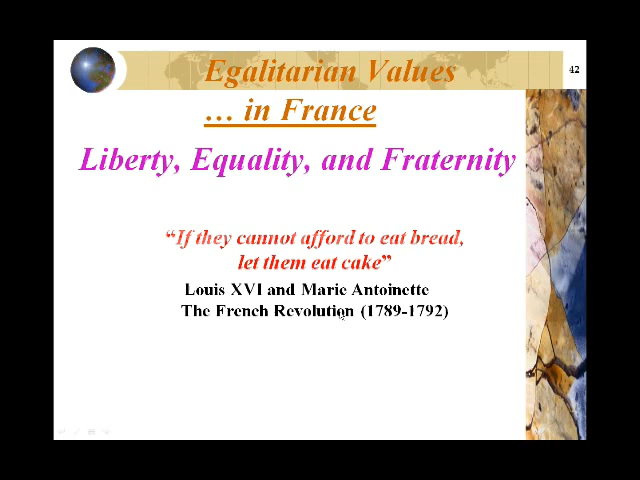 Egalitarian Values
42
… in France
Liberty, Equality, and Fraternity
“If they cannot afford to eat bread,
let them eat cake”
Louis XVI and Marie Antoinette
The French Revolution (1789-1792)